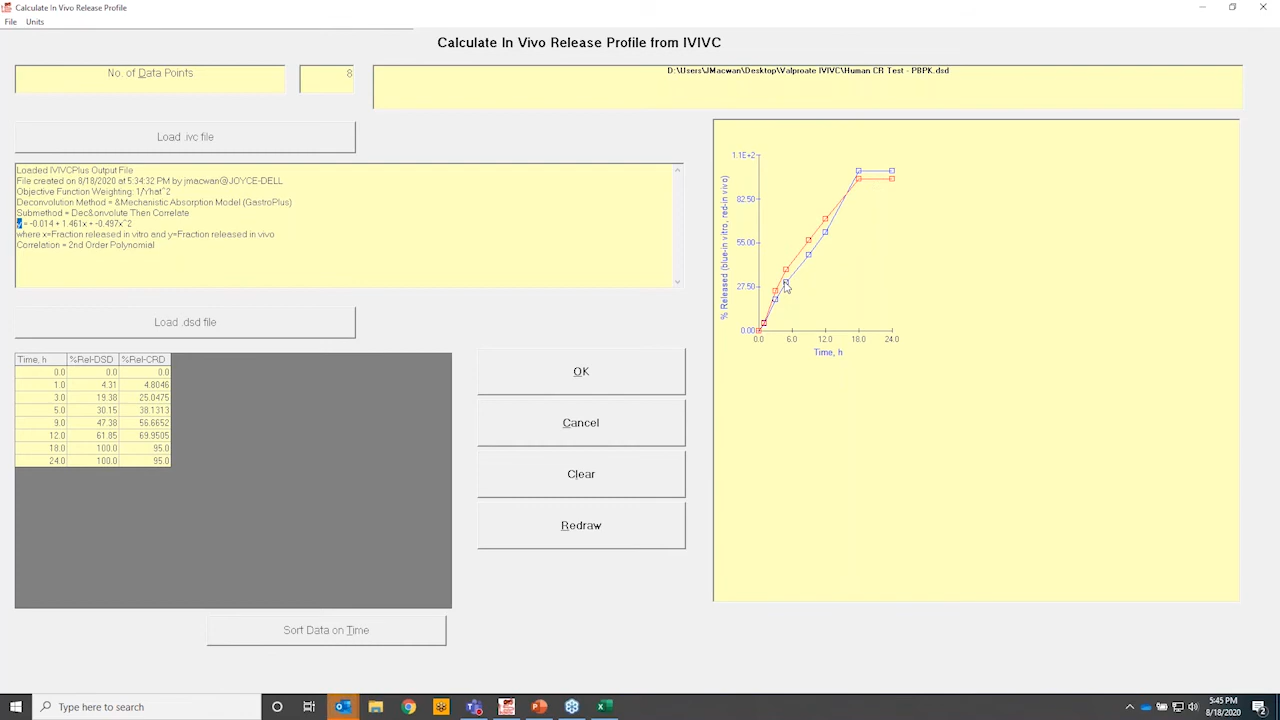 Calculate In Vivo Release Profile
File Units
Calculate In Vivo Release Profile from IVIVC
No. of Data Points 8
D:\Users\JMacwan\Desktop\Valproate IVIVC\Human CR Test - PBPK.dsd
Load .ivc file
Loaded IVIVCPlus Output File
File created on 8/18/2020 at 5:34:32 PM by jmacwan@JOYCE-DELL
Objective Function Weighting: 1/Yhat^2
Deconvolution Method = &Mechanistic Absorption Model (GastroPlus)
Submethod = Dec&onvolute Then Correlate
y = -0.014 + 1.461x + -0.497x^2
where x=Fraction released in vitro and y=Fraction released in vivo
Correlation = 2nd Order Polynomial
Load .dsd file
Time, h %Rel-DSD %Rel-CRD
0.0 0.0 0.0
1.0 4.31 4.8046
3.0 19.38 25.0475
5.0 30.15 38.1313
9.0 47.38 56.6652
12.0 61.85 69.9505
18.0 100.0 95.0
24.0 100.0 95.0
OK
Cancel
Clear
Redraw
Sort Data on Time
% Released (blue-in vitro, red-in vivo)
1.1E+2
82.50
55.00
27.50
0.00
0.0 6.0 12.0 18.0 24.0
Time, h
Type here to search
5:45 PM
8/18/2020
2